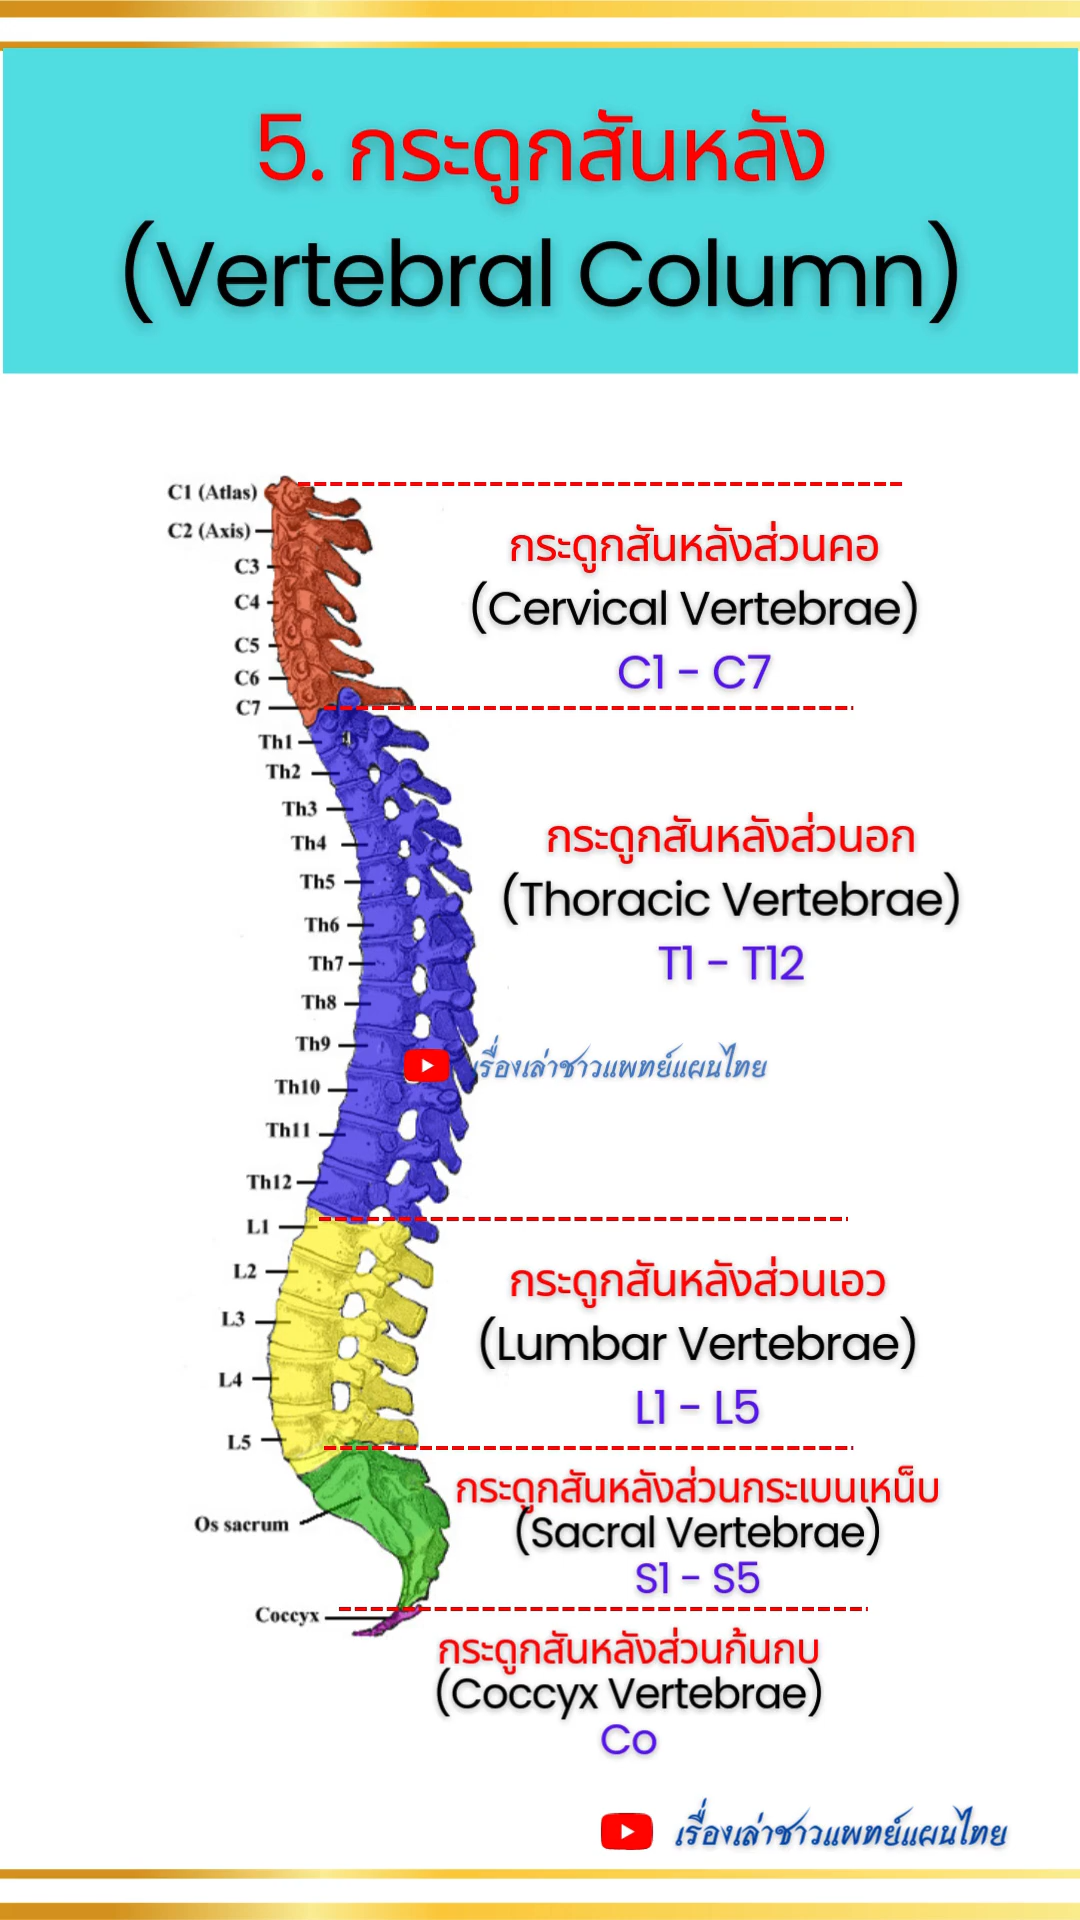 5. กระดูกสันหลัง
(Vertebral Column)
C1 (Atlas)
C2 (Axis)
C3
C4
C5
C6
C7
กระดูกสันหลังส่วนคอ
(Cervical Vertebrae)
C1 - C7
Th1
Th2
Th3
Th4
Th5
Th6
Th7
Th8
Th9
Th10
Th11
Th12
กระดูกสันหลังส่วนอก
(Thoracic Vertebrae)
T1 - T12
เรื่องเล่าชาวแพทย์แผนไทย
L1
L2
L3
L4
L5
กระดูกสันหลังส่วนเอว
(Lumbar Vertebrae)
L1 - L5
Os sacrum
กระดูกสันหลังส่วนกระเบนเหน็บ
(Sacral Vertebrae)
S1 - S5
Coccyx
กระดูกสันหลังส่วนก้นกบ
(Coccyx Vertebrae)
Co
เรื่องเล่าชาวแพทย์แผนไทย